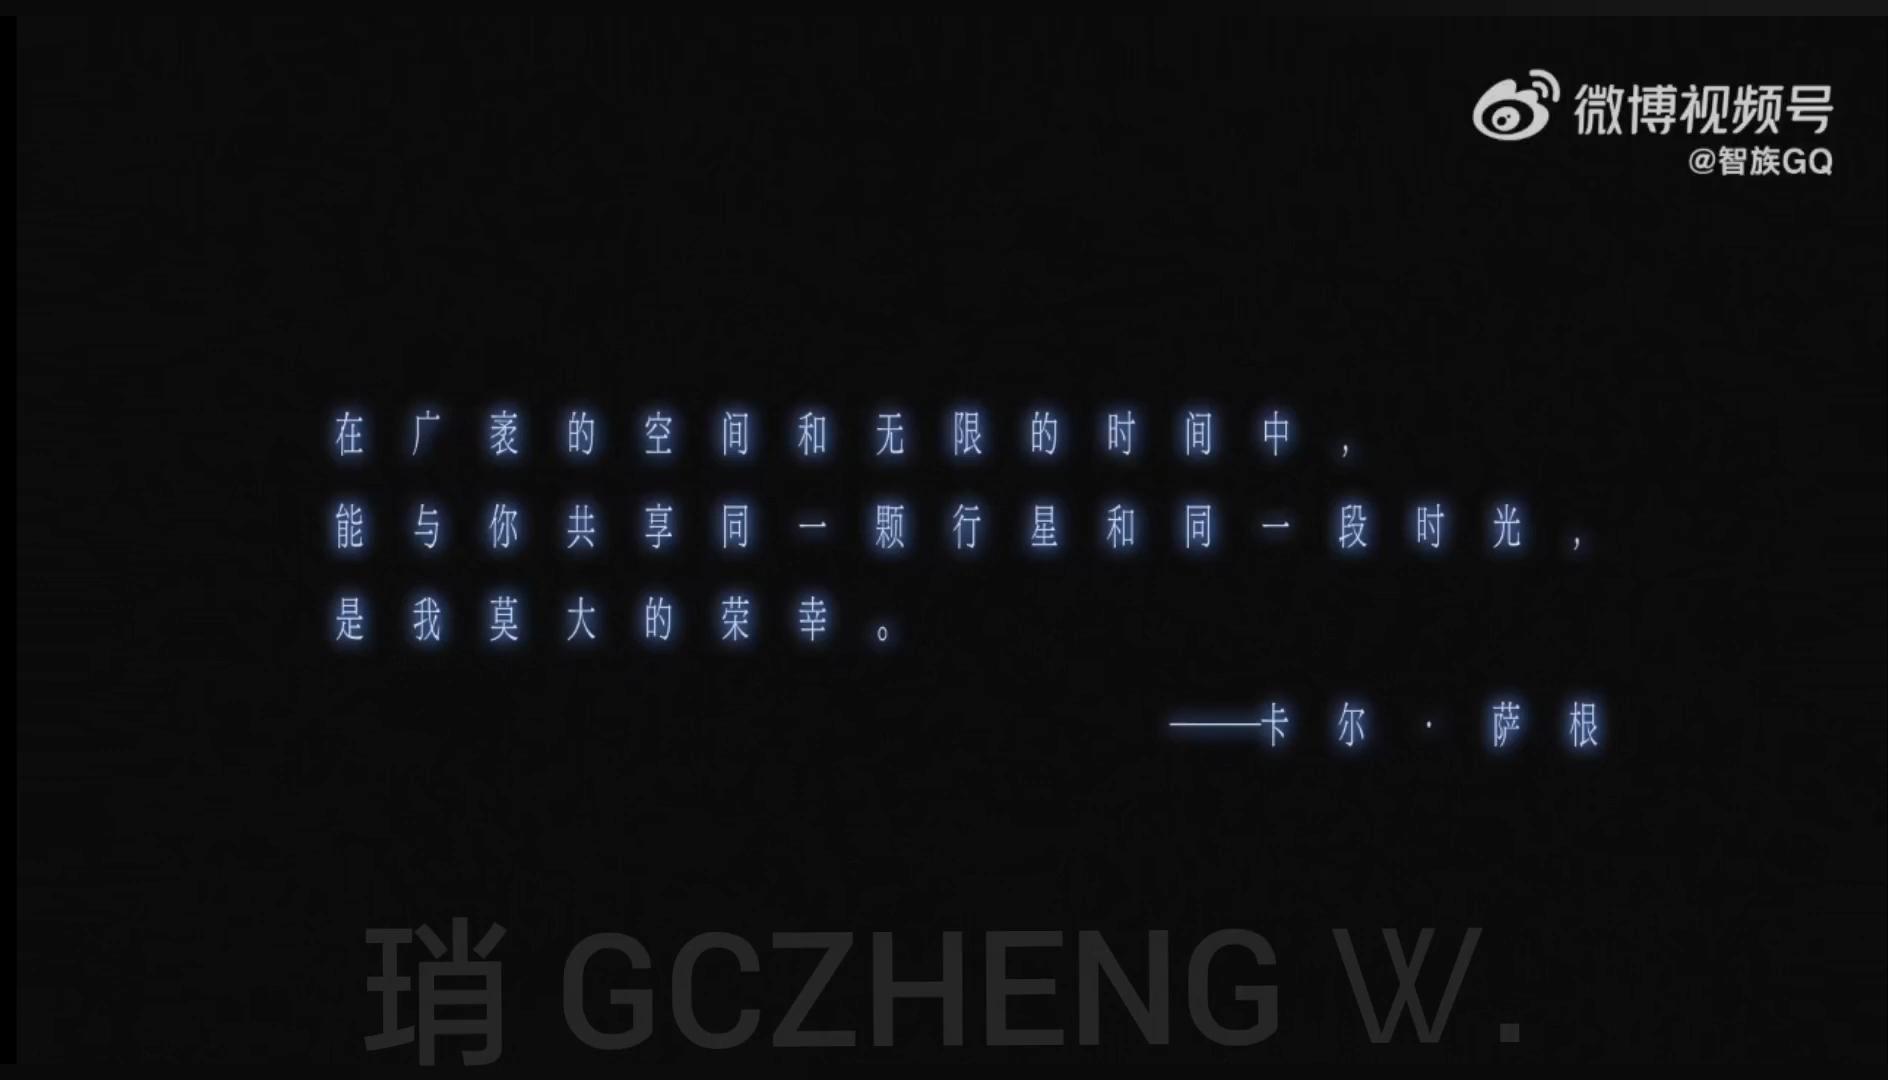 微博视频号
@智族GQ
在广袤的空间和无限的时间中，
能与你共享同一颗行星和同一段时光，
是我莫大的荣幸。
——卡尔·萨根
琑 GCZHENG W.